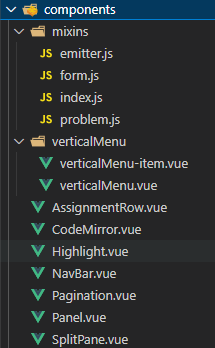 components
mixins
JS emitter.js
JS form.js
JS index.js
JS problem.js
verticalMenu
verticalMenu-item.vue
verticalMenu.vue
AssignmentRow.vue
CodeMirror.vue
Highlight.vue
NavBar.vue
Pagination.vue
Panel.vue
SplitPane.vue